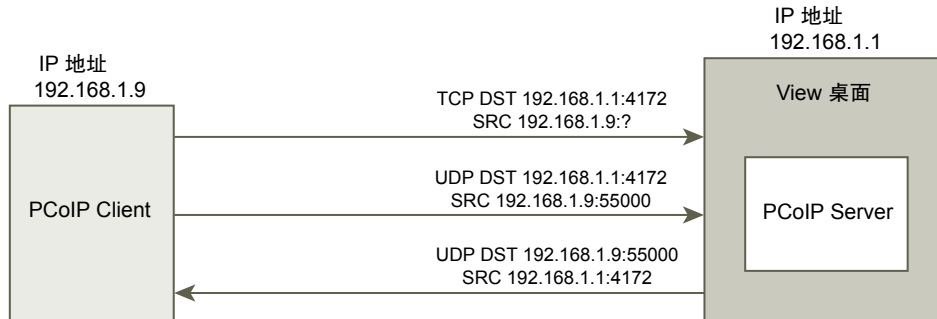 IP 地址
192.168.1.9
PCoIP Client
TCP DST 192.168.1.1:4172
SRC 192.168.1.9:?
UDP DST 192.168.1.1:4172
SRC 192.168.1.9:55000
UDP DST 192.168.1.9:55000
SRC 192.168.1.1:4172
IP 地址
192.168.1.1
View 桌面
PCoIP Server